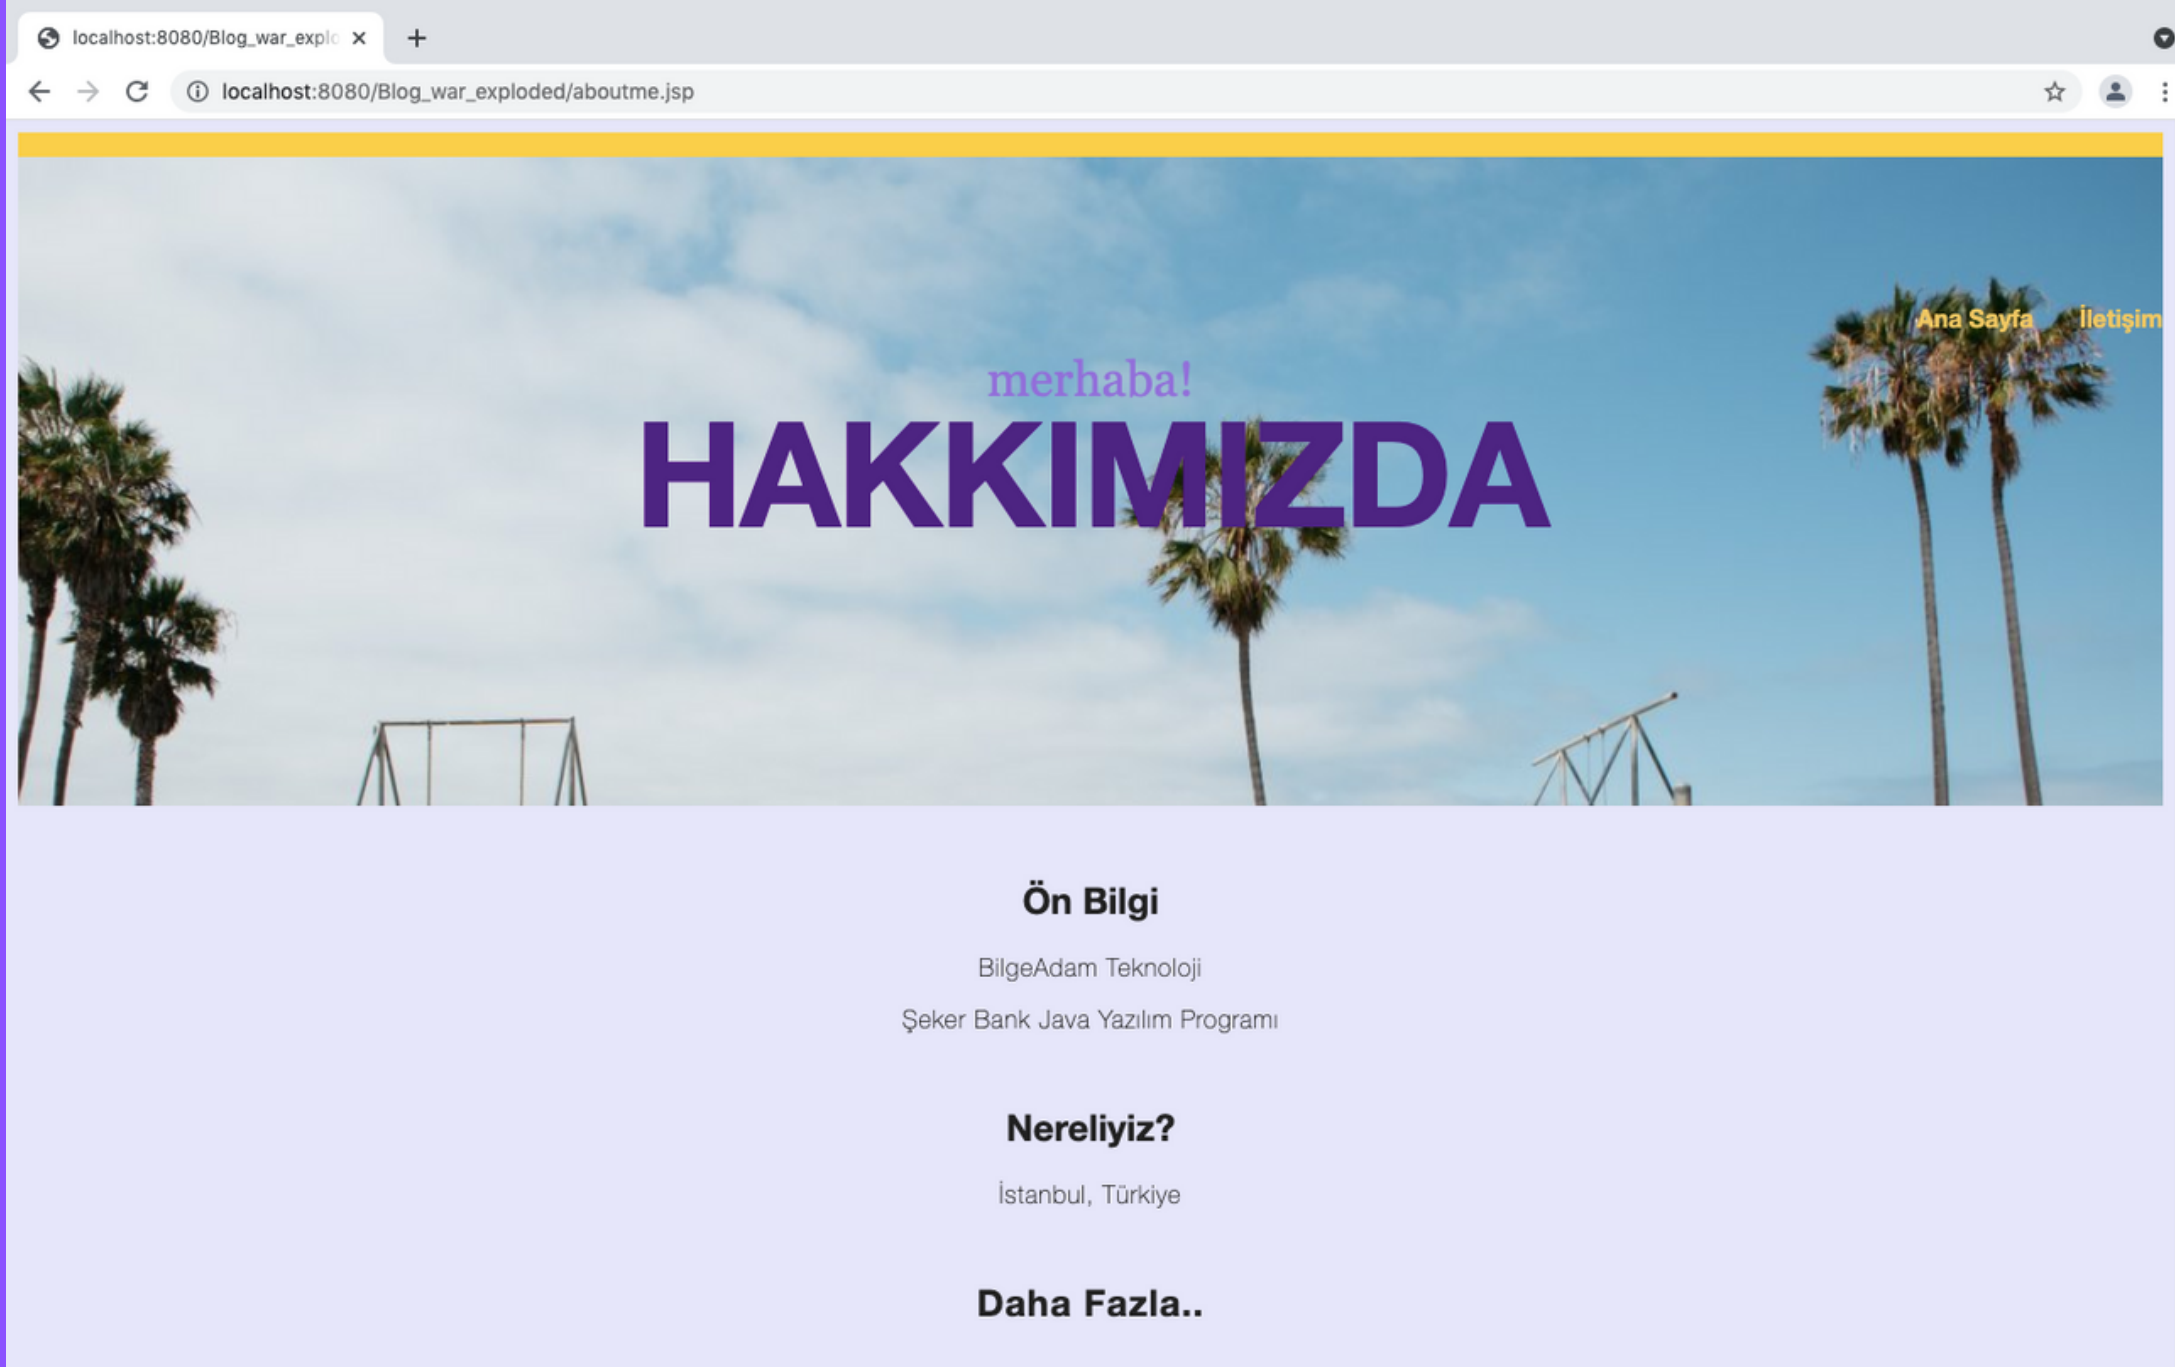 localhost:8080/Blog_war_explo
localhost:8080/Blog_war_exploded/aboutme.jsp
Ana Sayfa İletişim
merhaba!
HAKKIMIZDA
Ön Bilgi
BilgeAdam Teknoloji
Şeker Bank Java Yazılım Programı
Nereliyiz?
İstanbul, Türkiye
Daha Fazla..